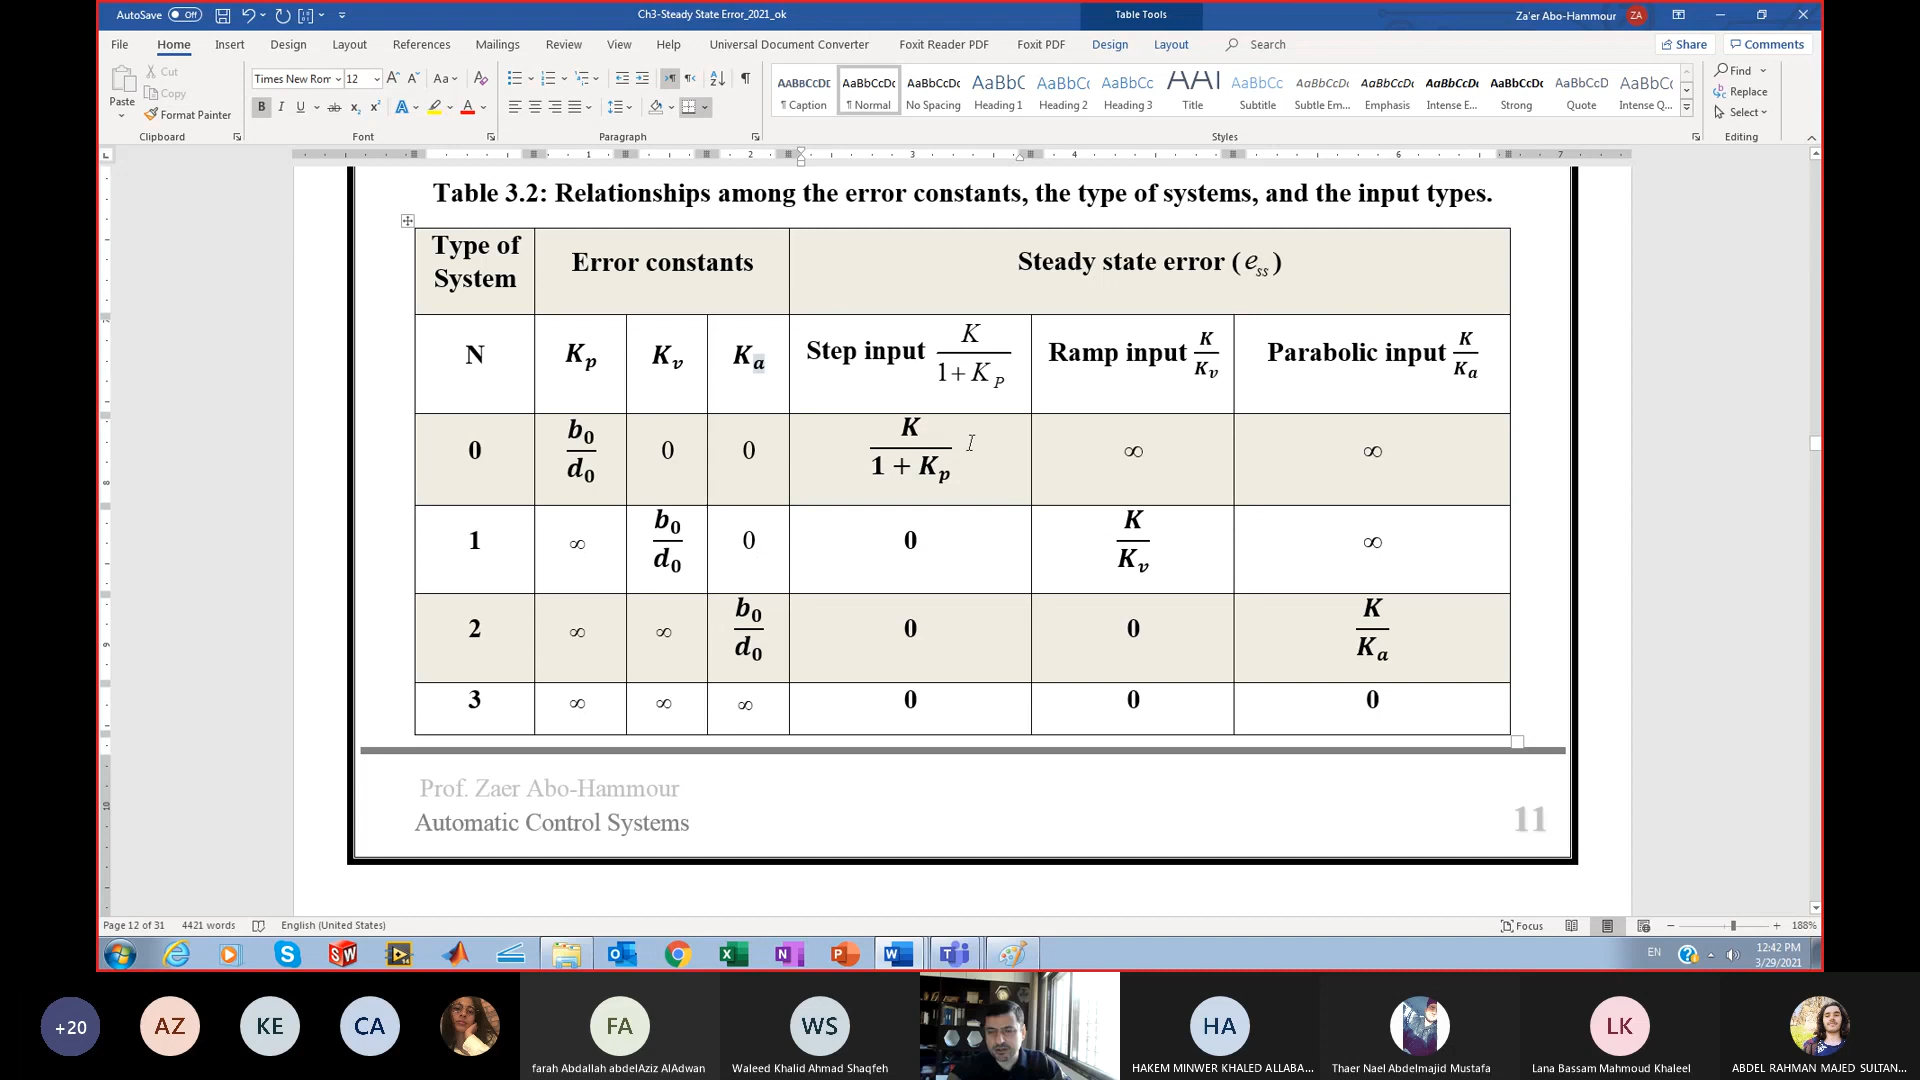 AutoSave Off
Ch3-Steady State Error_2021_ok
Table Tools
Za'er Abo-Hammour ZA
File Home Insert Design Layout References Mailings Review View Help Universal Document Converter Foxit Reader PDF Foxit PDF Design Layout Search Share Comments
Paste
Cut
Copy
Format Painter
Clipboard
Times New Rom 12
Font
Paragraph
AaBbCcDc AaBbCcDc AaBbCcDc AaBbC AaBbCc AaBbCc AAI AaBbCc AaBbCcDc AaBbCcDc AaBbCcDc AaBbCcDc AaBbCcDc AaBbCc
¶ Caption ¶ Normal No Spacing Heading 1 Heading 2 Heading 3 Title Subtitle Subtle Em... Emphasis Intense E... Strong Quote Intense Q...
Styles
Find
Replace
Select
Editing
Table 3.2: Relationships among the error constants, the type of systems, and the input types.
Type of System Error constants Steady state error (e_ss)
N K_p K_v K_a Step input K/(1+K_P) Ramp input K/K_v Parabolic input K/K_a
0 b_0/d_0 0 0 K/(1+K_p) ∞ ∞
1 ∞ b_0/d_0 0 0 K/K_v ∞
2 ∞ ∞ b_0/d_0 0 0 K/K_a
3 ∞ ∞ ∞ 0 0 0
Prof. Zaer Abo-Hammour
Automatic Control Systems
11
Page 12 of 31 4421 words English (United States) Focus 188%
EN
12:42 PM
3/29/2021
+20 AZ KE CA FA WS HA LK
farah Abdallah abdelAziz AlAdwan
Waleed Khalid Ahmad Shaqfeh
HAKEM MINWER KHALED ALLABA...
Thaer Nael Abdelmajid Mustafa
Lana Bassam Mahmoud Khaleel
ABDEL RAHMAN MAJED SULTAN...